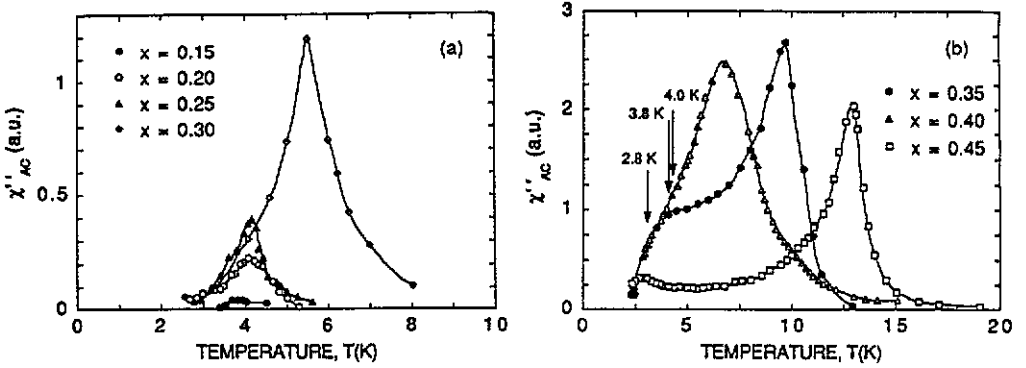 (a)
x = 0.15
x = 0.20
x = 0.25
x = 0.30
1
0.5
0
0 2 4 6 8 10
χ''AC (a.u.)
TEMPERATURE, T(K)
(b)
4.0 K
3.8 K
2.8 K
x = 0.35
x = 0.40
x = 0.45
3
2
1
0
0 5 10 15 20
χ''AC (a.u.)
TEMPERATURE, T(K)